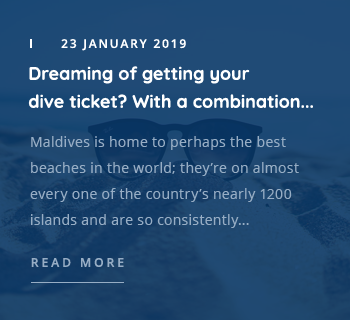 I 23 JANUARY 2019
Dreaming of getting your
dive ticket? With a combination...
Maldives is home to perhaps the best
beaches in the world; they’re on almost
every one of the country’s nearly 1200
islands and are so consistently...
READ MORE